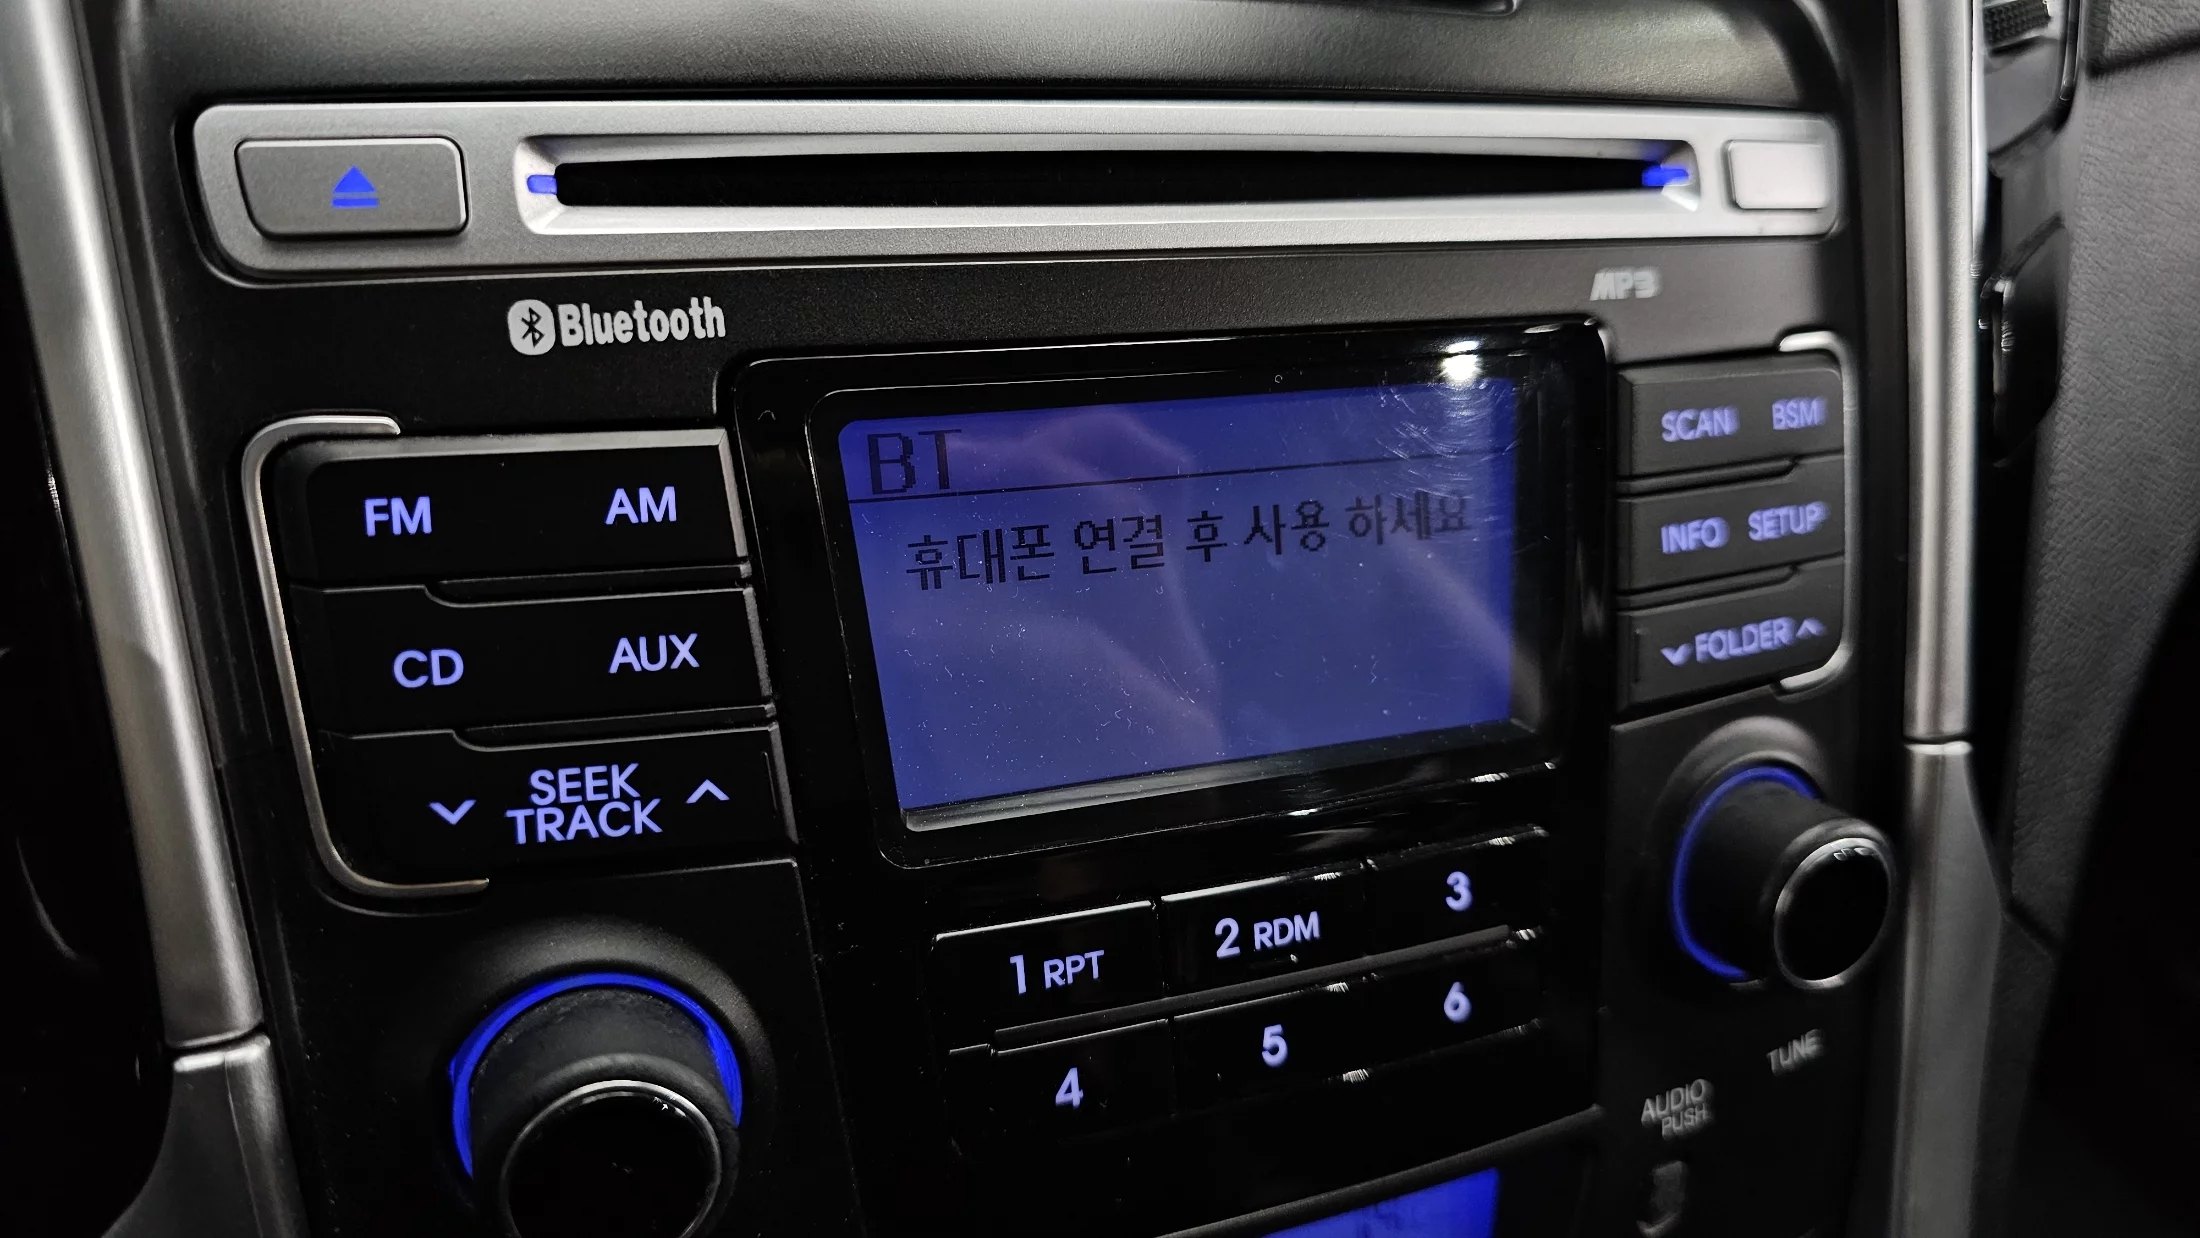 Bluetooth
MP3
FM AM
CD AUX
SEEK
TRACK
BT
휴대폰 연결 후 사용 하세요
SCAN BSM
INFO SETUP
FOLDER
1 RPT
2 RDM
3
4
5
6
TUNE
AUDIO
PUSH